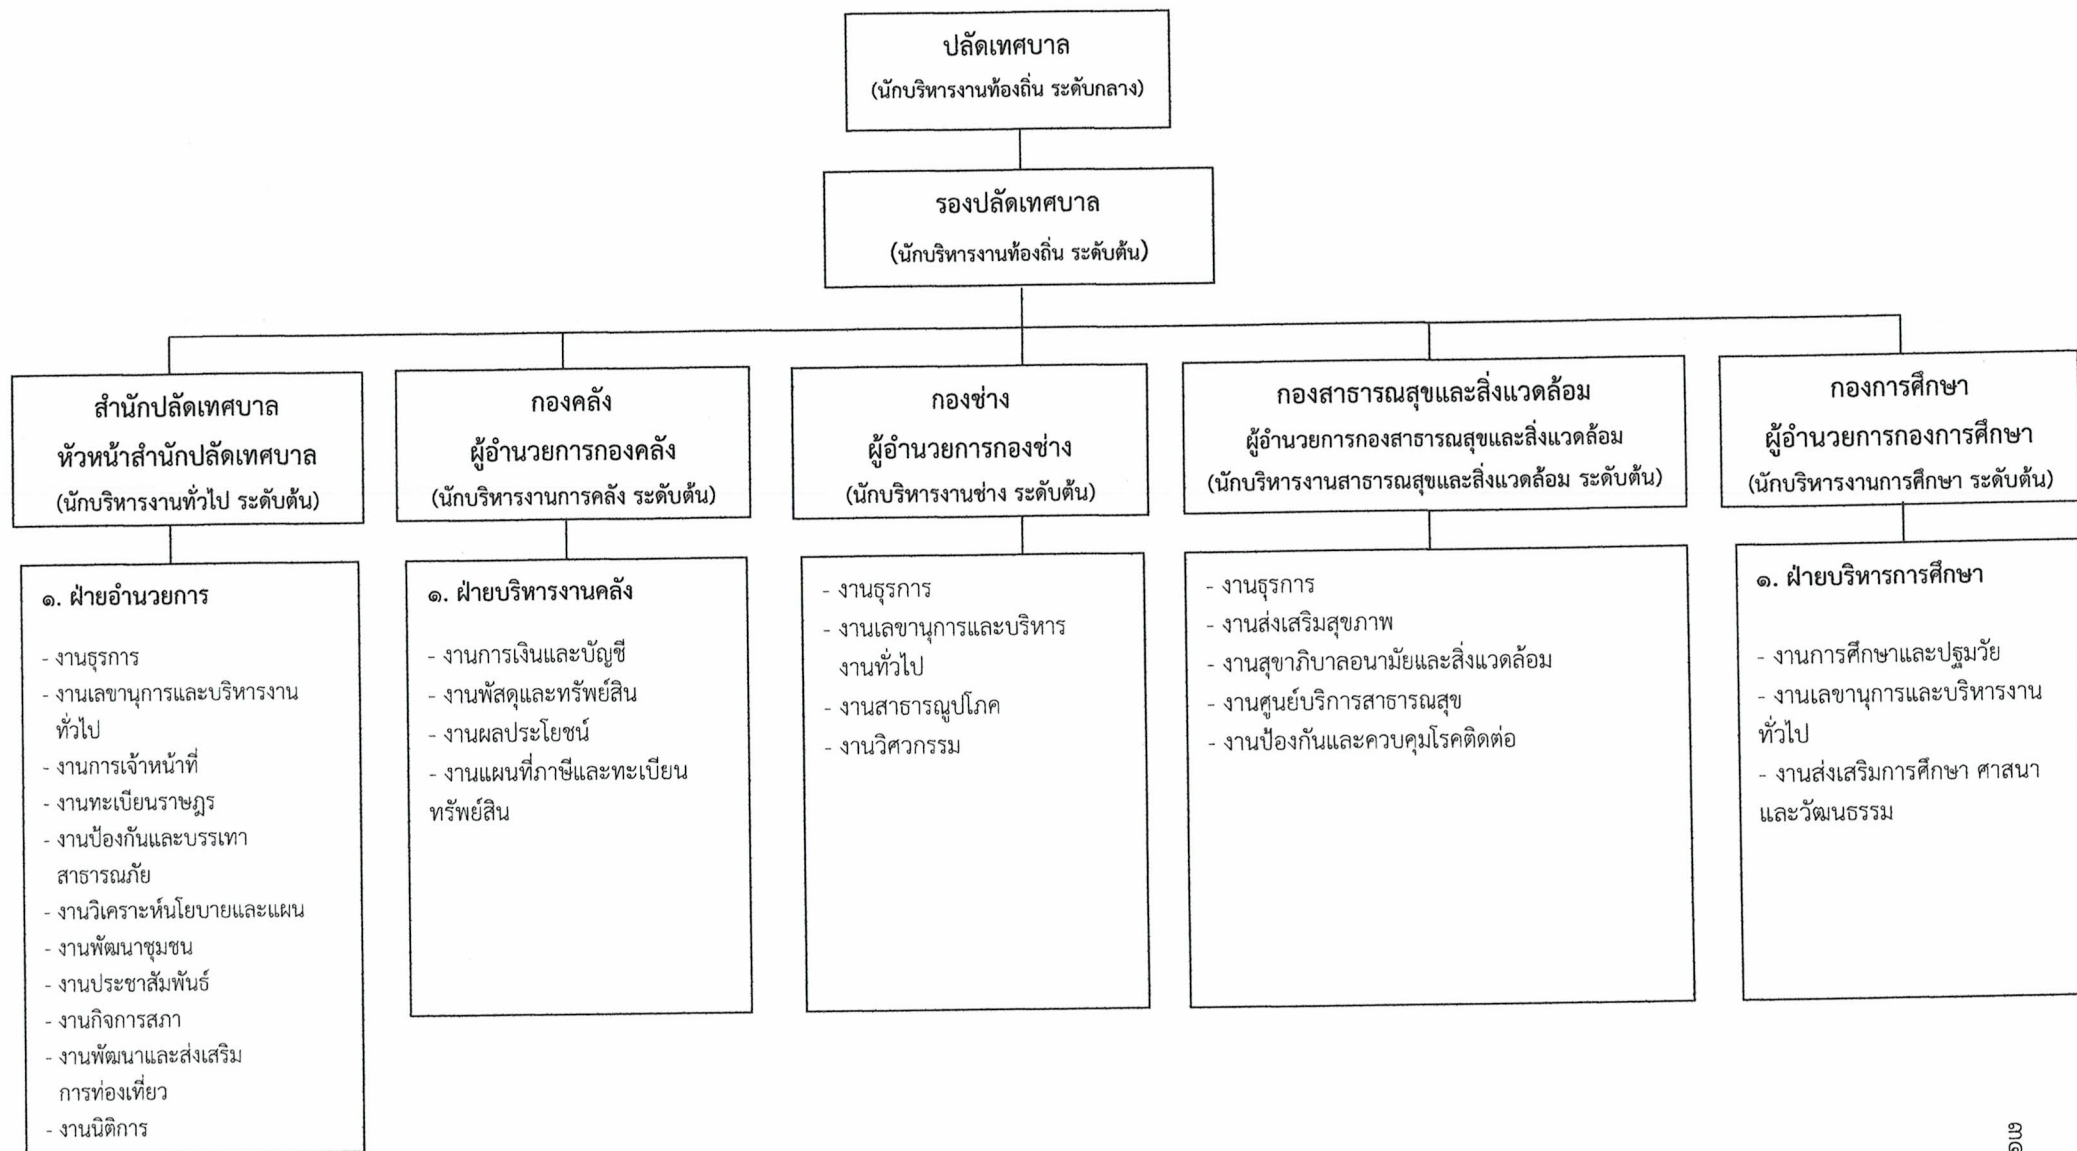 ปลัดเทศบาล
(นักบริหารงานท้องถิ่น ระดับกลาง)
รองปลัดเทศบาล
(นักบริหารงานท้องถิ่น ระดับต้น)
สำนักปลัดเทศบาล
หัวหน้าสำนักปลัดเทศบาล
(นักบริหารงานทั่วไป ระดับต้น)
กองคลัง
ผู้อำนวยการกองคลัง
(นักบริหารงานการคลัง ระดับต้น)
กองช่าง
ผู้อำนวยการกองช่าง
(นักบริหารงานช่าง ระดับต้น)
กองสาธารณสุขและสิ่งแวดล้อม
ผู้อำนวยการกองสาธารณสุขและสิ่งแวดล้อม
(นักบริหารงานสาธารณสุขและสิ่งแวดล้อม ระดับต้น)
กองการศึกษา
ผู้อำนวยการกองการศึกษา
(นักบริหารงานการศึกษา ระดับต้น)
๑. ฝ่ายอำนวยการ
- งานธุรการ
- งานเลขานุการและบริหารงาน
ทั่วไป
- งานการเจ้าหน้าที่
- งานทะเบียนราษฎร
- งานป้องกันและบรรเทา
สาธารณภัย
- งานวิเคราะห์นโยบายและแผน
- งานพัฒนาชุมชน
- งานประชาสัมพันธ์
- งานกิจการสภา
- งานพัฒนาและส่งเสริม
การท่องเที่ยว
- งานนิติการ
๑. ฝ่ายบริหารงานคลัง
- งานการเงินและบัญชี
- งานพัสดุและทรัพย์สิน
- งานผลประโยชน์
- งานแผนที่ภาษีและทะเบียน
ทรัพย์สิน
- งานธุรการ
- งานเลขานุการและบริหาร
งานทั่วไป
- งานสาธารณูปโภค
- งานวิศวกรรม
- งานธุรการ
- งานส่งเสริมสุขภาพ
- งานสุขาภิบาลอนามัยและสิ่งแวดล้อม
- งานศูนย์บริการสาธารณสุข
- งานป้องกันและควบคุมโรคติดต่อ
๑. ฝ่ายบริหารการศึกษา
- งานการศึกษาและปฐมวัย
- งานเลขานุการและบริหารงาน
ทั่วไป
- งานส่งเสริมการศึกษา ศาสนา
และวัฒนธรรม